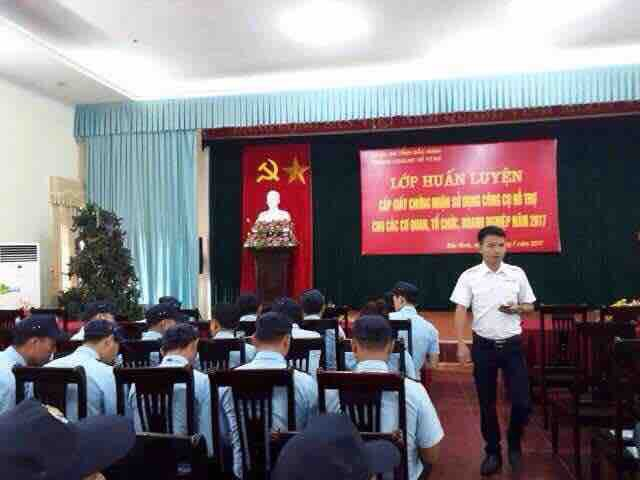 LỚP HUẤN LUYỆN
CẤP GIẤY CHỨNG NHẬN SỬ DỤNG CÔNG CỤ HỖ TRỢ
CHO CÁC CƠ QUAN, TỔ CHỨC, DOANH NGHIỆP NĂM 2017